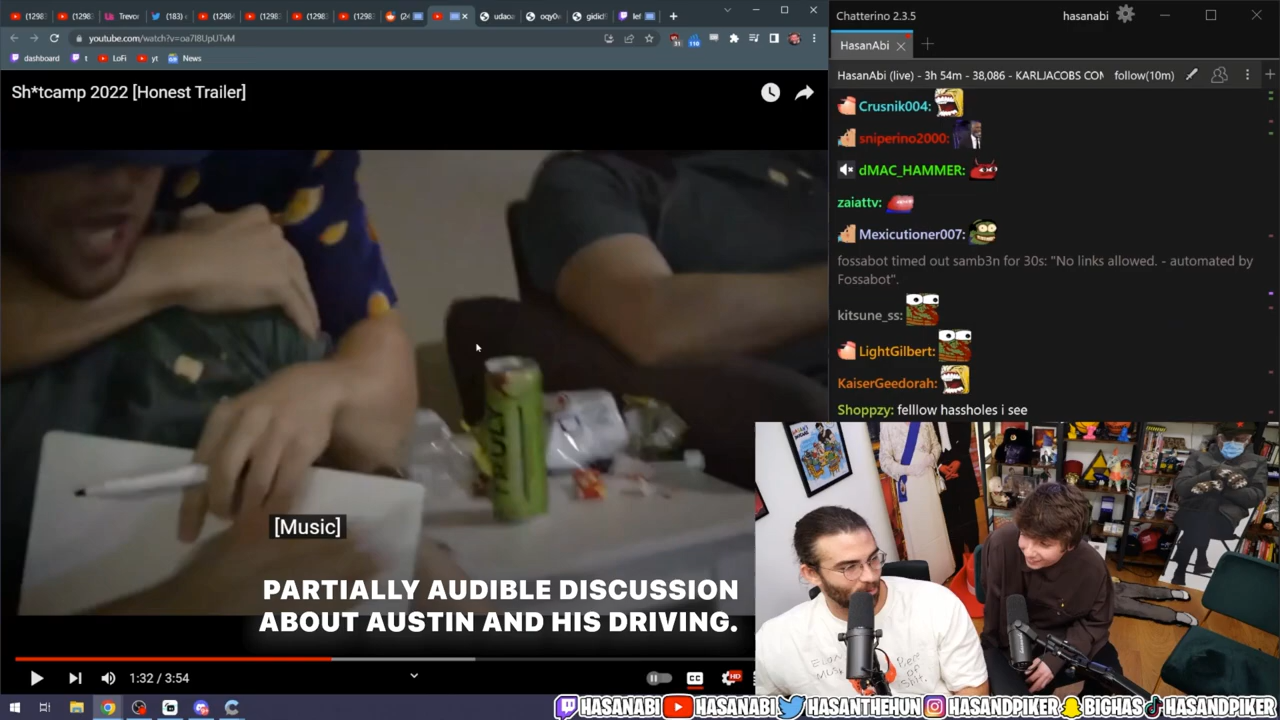 youtube.com/watch?v=oa7I8UpUTvM
dashboard
t
LoFi
yt
News
Sh*tcamp 2022 [Honest Trailer]
TRULY
[Music]
PARTIALLY AUDIBLE DISCUSSION
ABOUT AUSTIN AND HIS DRIVING.
1:32 / 3:54
Chatterino 2.3.5
hasanabi
HasanAbi
HasanAbi (live) - 3h 54m - 38,086 - KARLJACOBS CON
follow(10m)
Crusnik004:
sniperino2000:
dMAC_HAMMER:
zaiattv:
Mexicutioner007:
fossabot timed out samb3n for 30s: "No links allowed. - automated by
Fossabot".
kitsune_ss:
LightGilbert:
KaiserGeedorah:
Shoppzy: felllow hassholes i see
HASANABI
HASANABI
HASANTHEHUN
HASANDPIKER
BIGHAS
HASANDPIKER